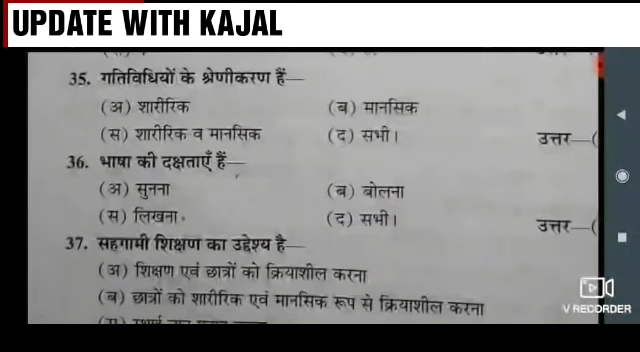 UPDATE WITH KAJAL
35. गतिविधियों के श्रेणीकरण हैं—
(अ) शारीरिक (ब) मानसिक
(स) शारीरिक व मानसिक (द) सभी। उत्तर—(
36. भाषा की दक्षताएँ हैं—
(अ) सुनना (ब) बोलना
(स) लिखना. (द) सभी। उत्तर—(
37. सहगामी शिक्षण का उद्देश्य है—
(अ) शिक्षण एवं छात्रों को क्रियाशील करना
(ब) छात्रों को शारीरिक एवं मानसिक रूप से क्रियाशील करना
V RECORDER